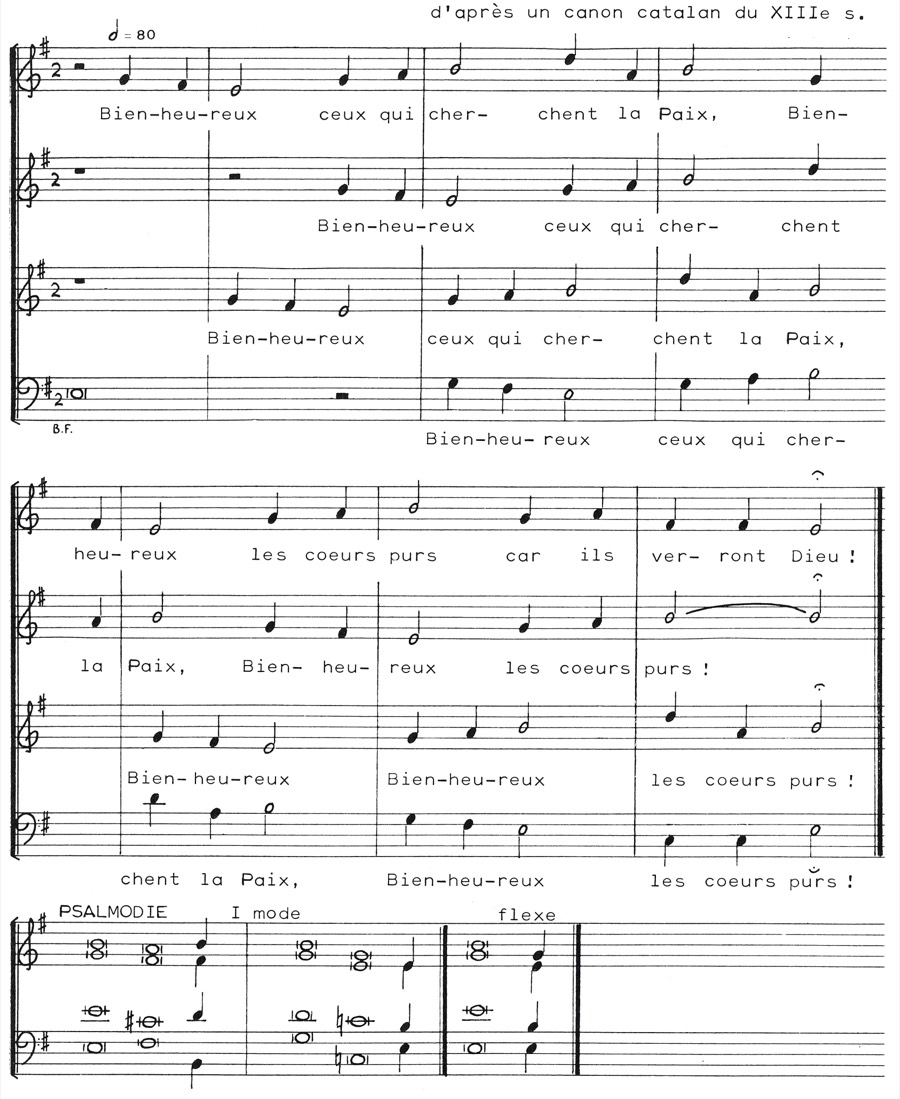 d'après un canon catalan du XIIIe s.
= 80
2
Bien-heu-reux ceux qui cher- chent la Paix, Bien-
2
Bien-heu-reux ceux qui cher- chent
2
Bien-heu-reux ceux qui cher- chent la Paix,
2
B.F.
Bien-heu- reux ceux qui cher-
heu- reux les coeurs purs car ils ver- ront Dieu !
la Paix, Bien- heu- reux les coeurs purs !
Bien- heu-reux Bien-heu-reux les coeurs purs !
chent la Paix, Bien-heu-reux les coeurs purs !
PSALMODIE I mode flexe